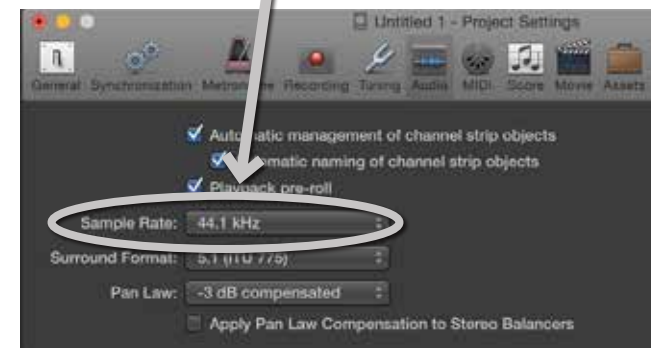 Untitled 1 - Project Settings
General Synchronization Metronome Recording Tuning Audio MIDI Score Movie Assets
Automatic management of channel strip objects
Automatic naming of channel strip objects
Playback pre-roll
Sample Rate: 44.1 kHz
Surround Format: 5.1 (ITU 775)
Pan Law: -3 dB compensated
Apply Pan Law Compensation to Stereo Balancers